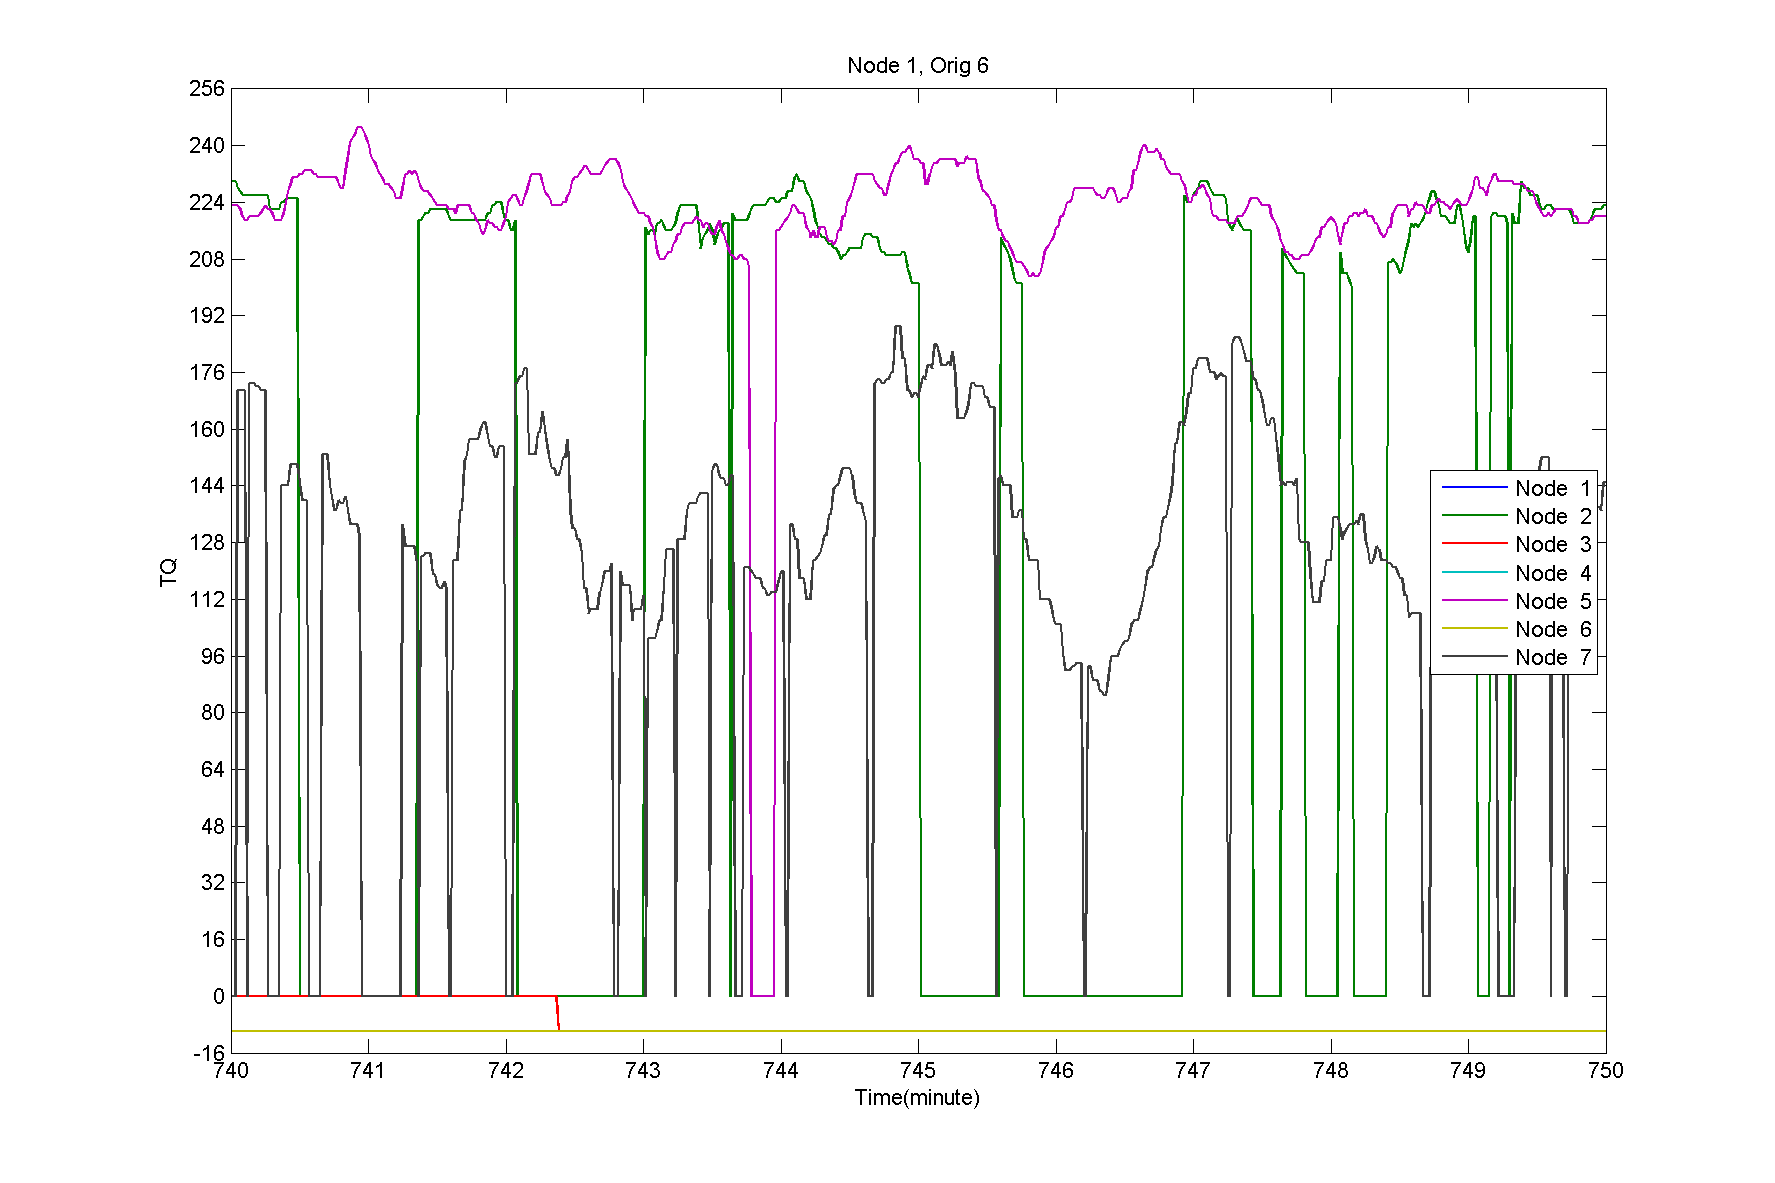 Node 1, Orig 6
256
240
224
208
192
176
160
144
128
112
96
80
64
48
32
16
0
-16
TQ
Node 1
Node 2
Node 3
Node 4
Node 5
Node 6
Node 7
740 741 742 743 744 745 746 747 748 749 750
Time(minute)